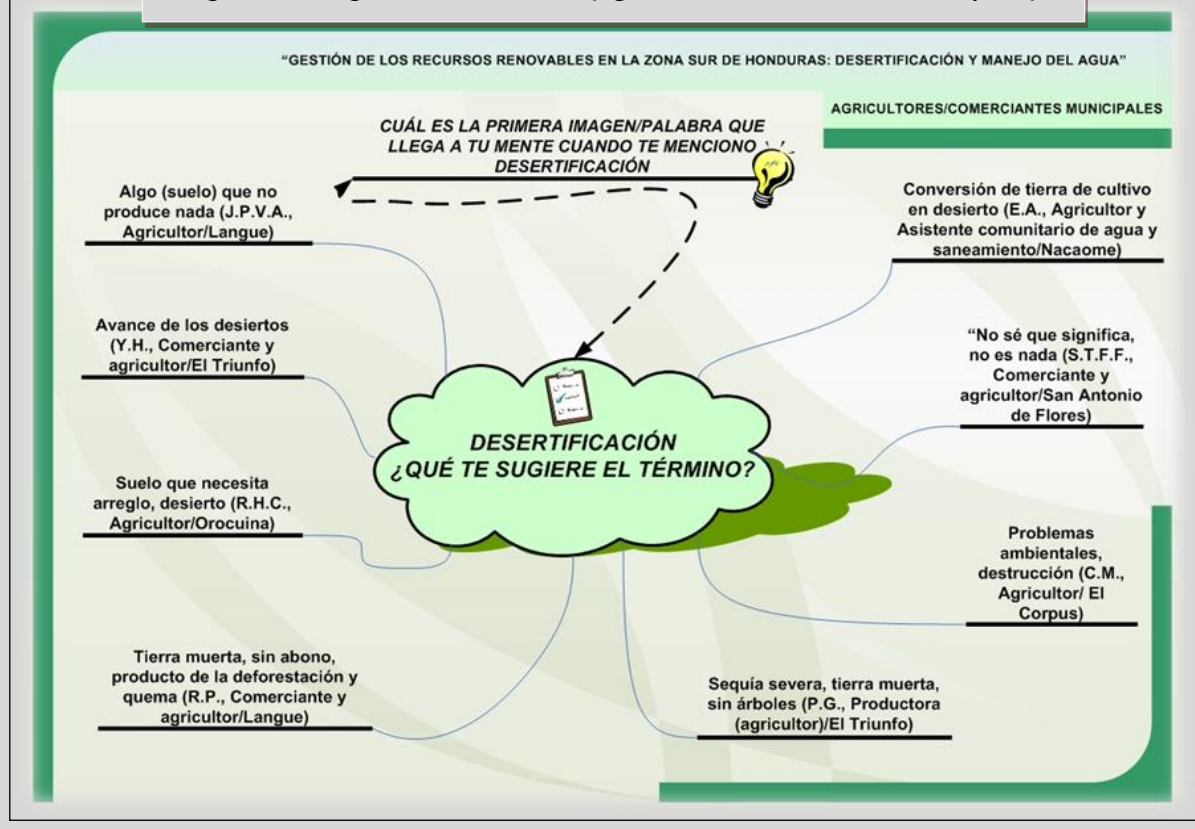 “GESTIÓN DE LOS RECURSOS RENOVABLES EN LA ZONA SUR DE HONDURAS: DESERTIFICACIÓN Y MANEJO DEL AGUA”
AGRICULTORES/COMERCIANTES MUNICIPALES
CUÁL ES LA PRIMERA IMAGEN/PALABRA QUE
LLEGA A TU MENTE CUANDO TE MENCIONO
DESERTIFICACIÓN
Algo (suelo) que no
produce nada (J.P.V.A.,
Agricultor/Langue)
Conversión de tierra de cultivo
en desierto (E.A., Agricultor y
Asistente comunitario de agua y
saneamiento/Nacaome)
Avance de los desiertos
(Y.H., Comerciante y
agricultor/El Triunfo)
“No sé que significa,
no es nada (S.T.F.F.,
Comerciante y
agricultor/San Antonio
de Flores)
DESERTIFICACIÓN
¿QUÉ TE SUGIERE EL TÉRMINO?
Suelo que necesita
arreglo, desierto (R.H.C.,
Agricultor/Orocuina)
Problemas
ambientales,
destrucción (C.M.,
Agricultor/ El
Corpus)
Tierra muerta, sin abono,
producto de la deforestación y
quema (R.P., Comerciante y
agricultor/Langue)
Sequía severa, tierra muerta,
sin árboles (P.G., Productora
(agricultor)/El Triunfo)